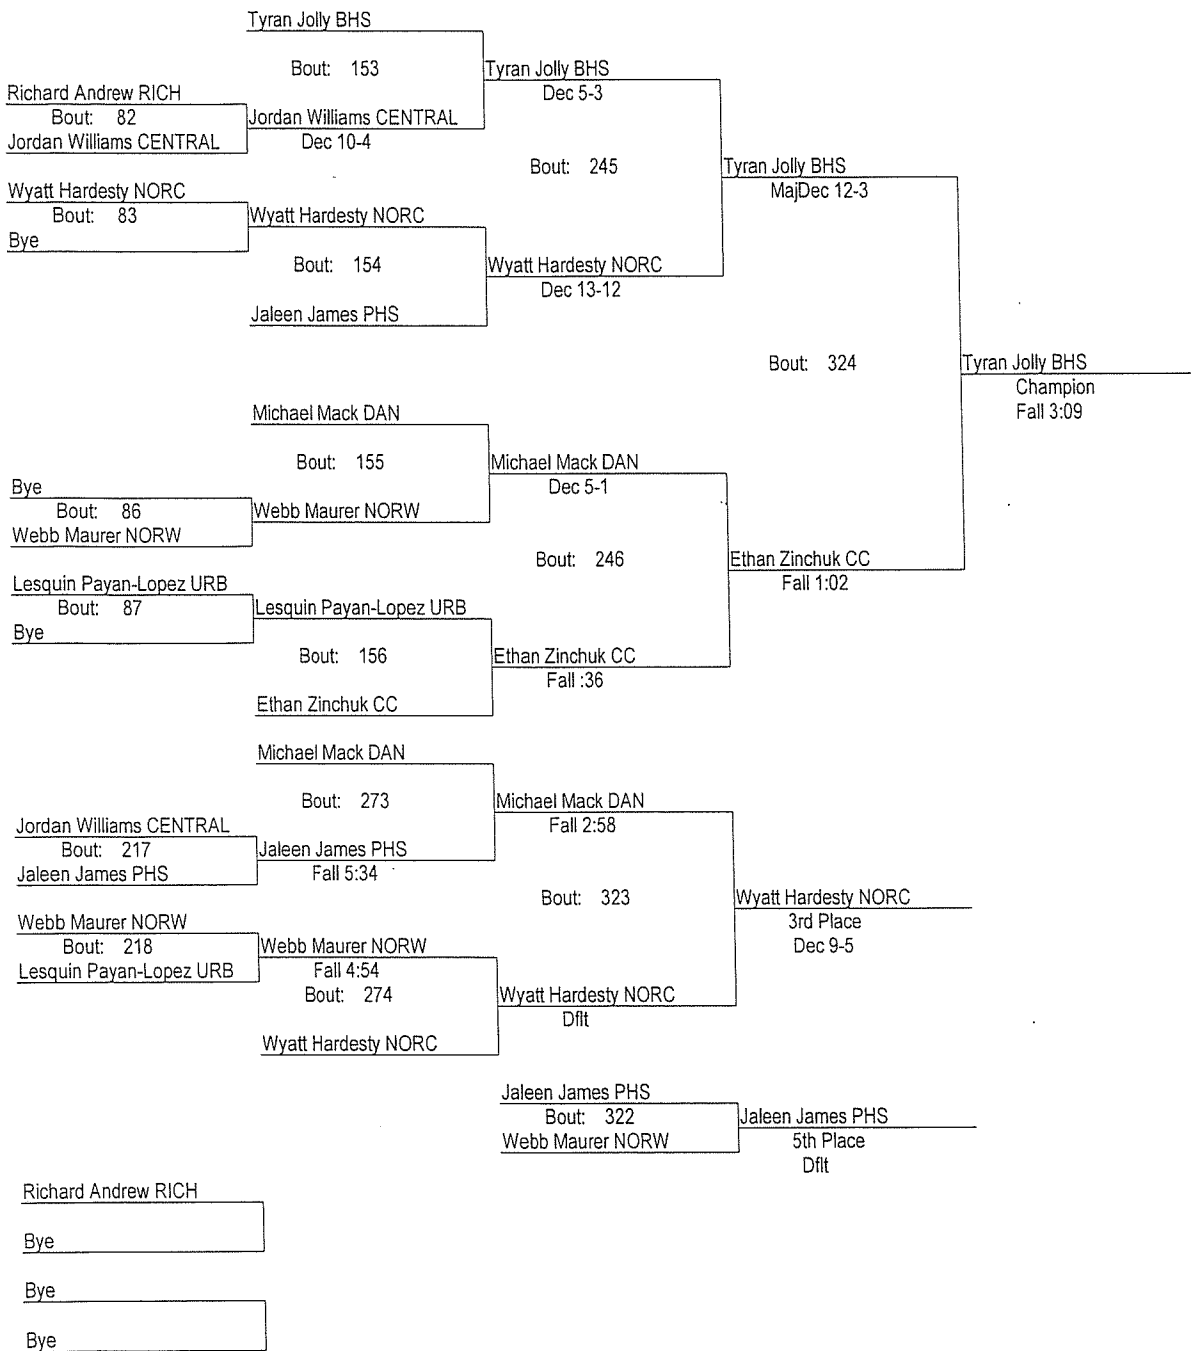 Tyran Jolly BHS
Bout: 153
Tyran Jolly BHS
Dec 5-3
Richard Andrew RICH
Bout: 82
Jordan Williams CENTRAL
Jordan Williams CENTRAL
Dec 10-4
Bout: 245
Tyran Jolly BHS
MajDec 12-3
Wyatt Hardesty NORC
Bout: 83
Bye
Wyatt Hardesty NORC
Bout: 154
Wyatt Hardesty NORC
Dec 13-12
Jaleen James PHS
Bout: 324
Tyran Jolly BHS
Champion
Fall 3:09
Michael Mack DAN
Bout: 155
Michael Mack DAN
Dec 5-1
Bye
Bout: 86
Webb Maurer NORW
Webb Maurer NORW
Bout: 246
Ethan Zinchuk CC
Fall 1:02
Lesquin Payan-Lopez URB
Bout: 87
Bye
Lesquin Payan-Lopez URB
Bout: 156
Ethan Zinchuk CC
Fall :36
Ethan Zinchuk CC
Michael Mack DAN
Bout: 273
Michael Mack DAN
Fall 2:58
Jordan Williams CENTRAL
Bout: 217
Jaleen James PHS
Jaleen James PHS
Fall 5:34
Bout: 323
Wyatt Hardesty NORC
3rd Place
Dec 9-5
Webb Maurer NORW
Bout: 218
Lesquin Payan-Lopez URB
Webb Maurer NORW
Fall 4:54
Bout: 274
Wyatt Hardesty NORC
Dflt
Wyatt Hardesty NORC
Jaleen James PHS
Bout: 322
Webb Maurer NORW
Jaleen James PHS
5th Place
Dflt
Richard Andrew RICH
Bye
Bye
Bye